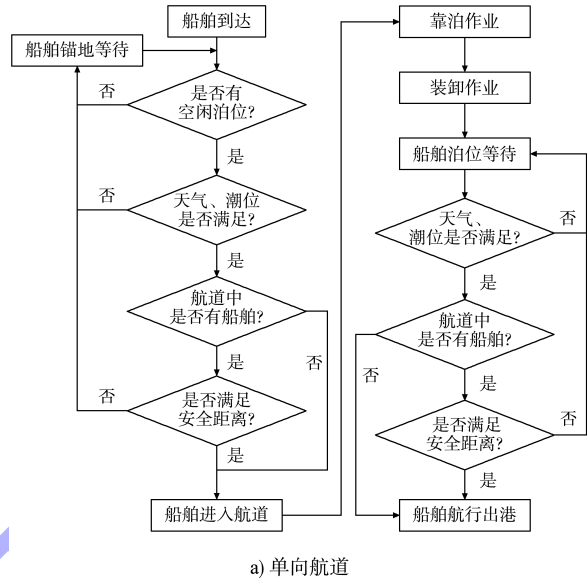 船舶到达
船舶锚地等待
否
是否有
空闲泊位?
是
否
天气、潮位
是否满足?
是
航道中
是否有船舶?
否
是
否
是否满足
安全距离?
是
船舶进入航道
靠泊作业
装卸作业
船舶泊位等待
天气、
潮位是否满足?
否
是
航道中
是否有船舶?
否
是
是否满足
安全距离?
否
是
船舶航行出港
a) 单向航道